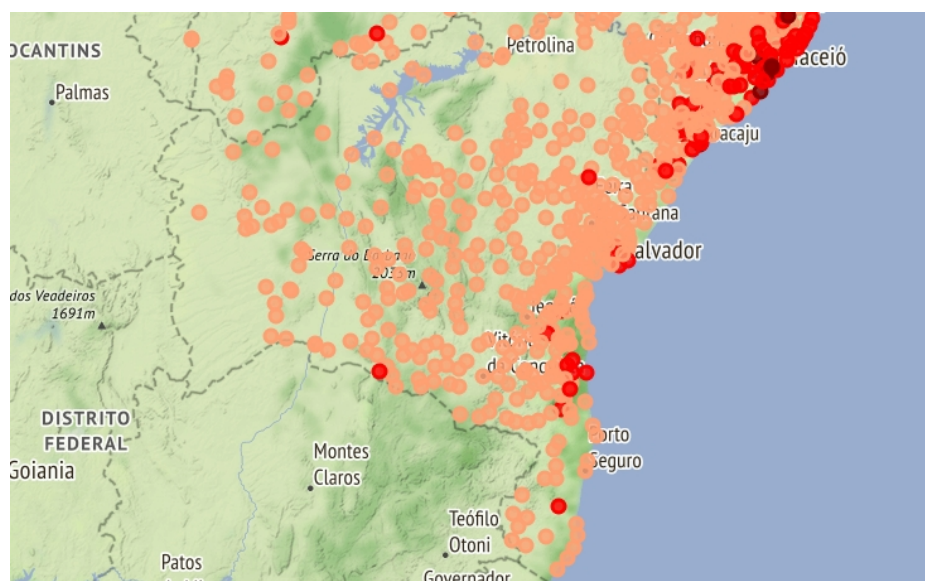 OCANTINS
Palmas
Petrolina
aceió
acaju
alvador
Serra do Barbado
2033m
dos Veadeiros
1691m
DISTRITO
FEDERAL
Goiania
Montes
Claros
Porto
Seguro
Teófilo
Otoni
Patos
Governador